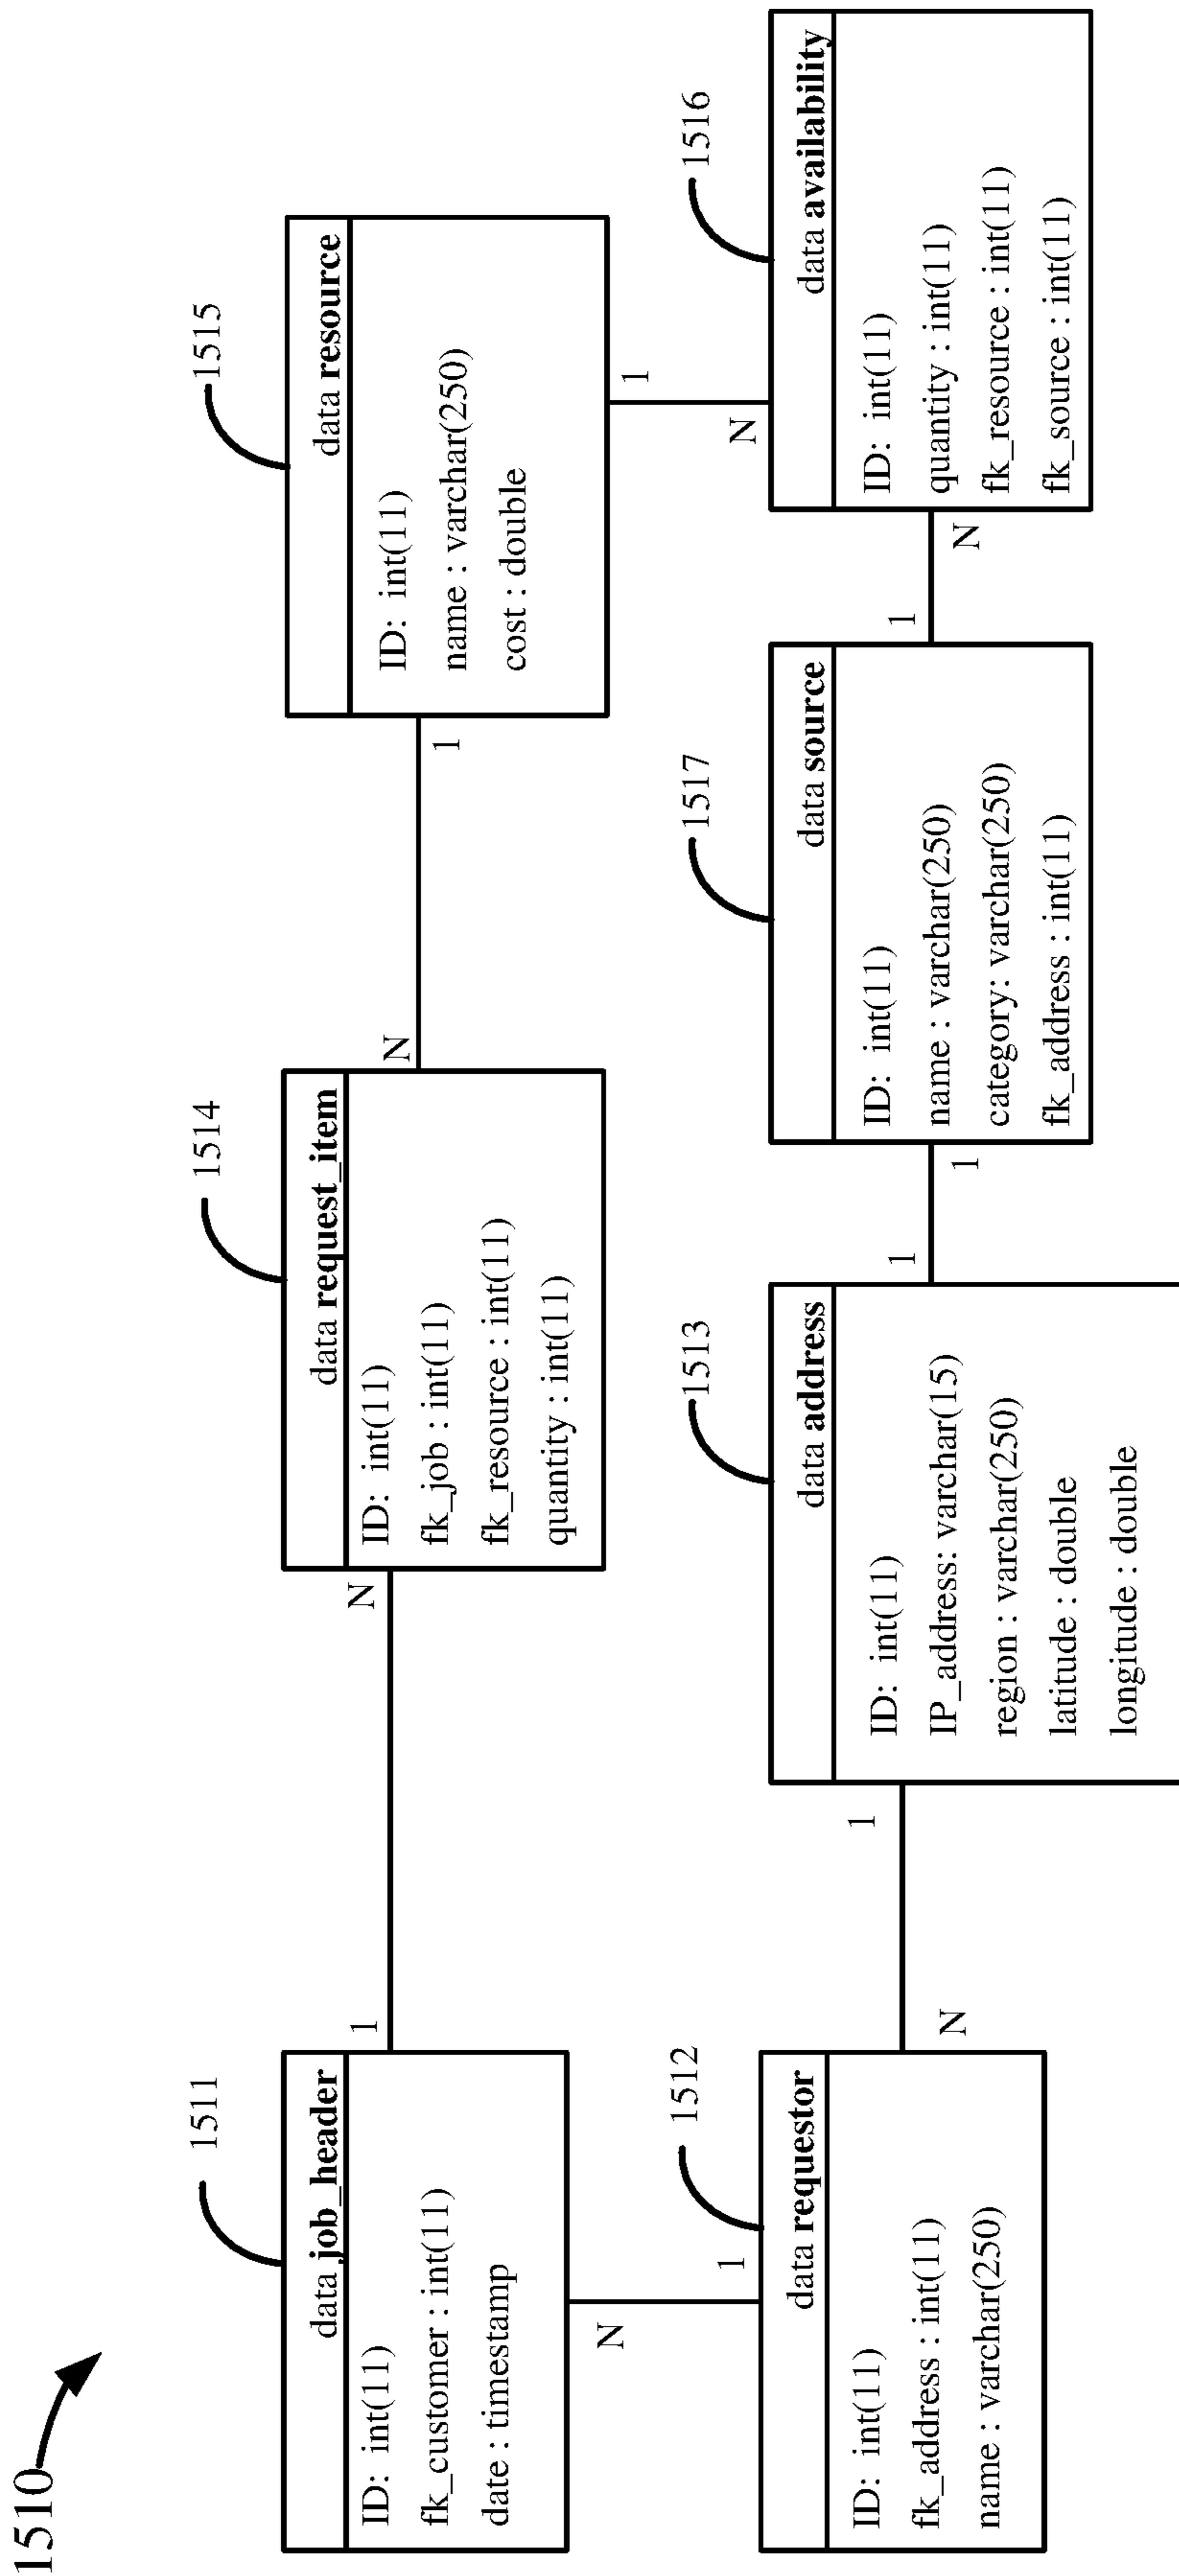 1510
1511
data job_header
ID: int(11)
fk_customer : int(11)
date : timestamp
1
N
1514
data request_item
ID: int(11)
fk_job : int(11)
fk_resource : int(11)
quantity : int(11)
N
1
1515
data resource
ID: int(11)
name : varchar(250)
cost : double
N
1
1
N
1512
data requestor
ID: int(11)
fk_address : int(11)
name : varchar(250)
N
1
1513
data address
ID: int(11)
IP_address: varchar(15)
region : varchar(250)
latitude : double
longitude : double
1
1
1517
data source
ID: int(11)
name : varchar(250)
category: varchar(250)
fk_address : int(11)
1
N
1516
data availability
ID: int(11)
quantity : int(11)
fk_resource : int(11)
fk_source : int(11)